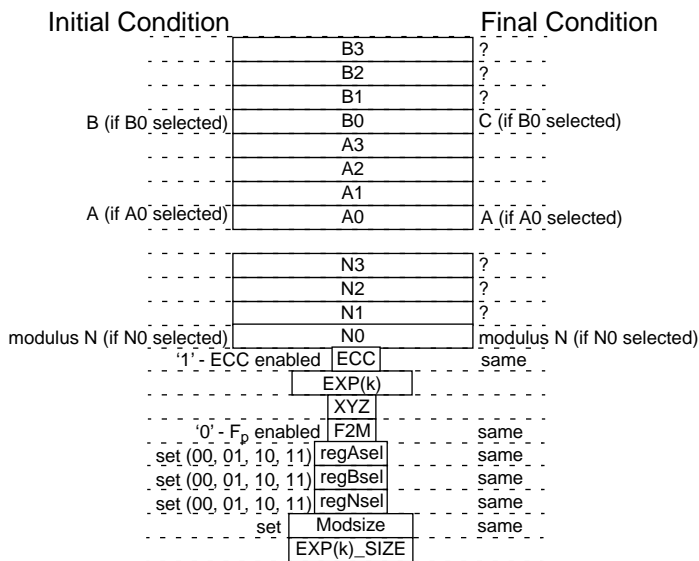 Initial Condition Final Condition
B3 ?
B2 ?
B1 ?
B (if B0 selected) B0 C (if B0 selected)
A3
A2
A1
A (if A0 selected) A0 A (if A0 selected)
N3 ?
N2 ?
N1 ?
modulus N (if N0 selected) N0 modulus N (if N0 selected)
‘1’ - ECC enabled ECC same
EXP(k)
XYZ
‘0’ - Fp enabled F2M same
set (00, 01, 10, 11) regAsel same
set (00, 01, 10, 11) regBsel same
set (00, 01, 10, 11) regNsel same
set Modsize same
EXP(k)_SIZE